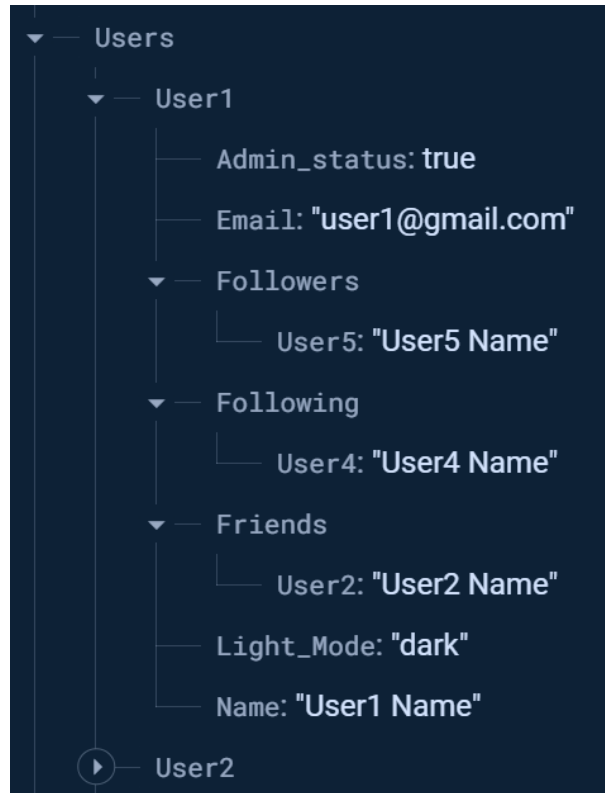 Users
User1
Admin_status: true
Email: "user1@gmail.com"
Followers
User5: "User5 Name"
Following
User4: "User4 Name"
Friends
User2: "User2 Name"
Light_Mode: "dark"
Name: "User1 Name"
User2